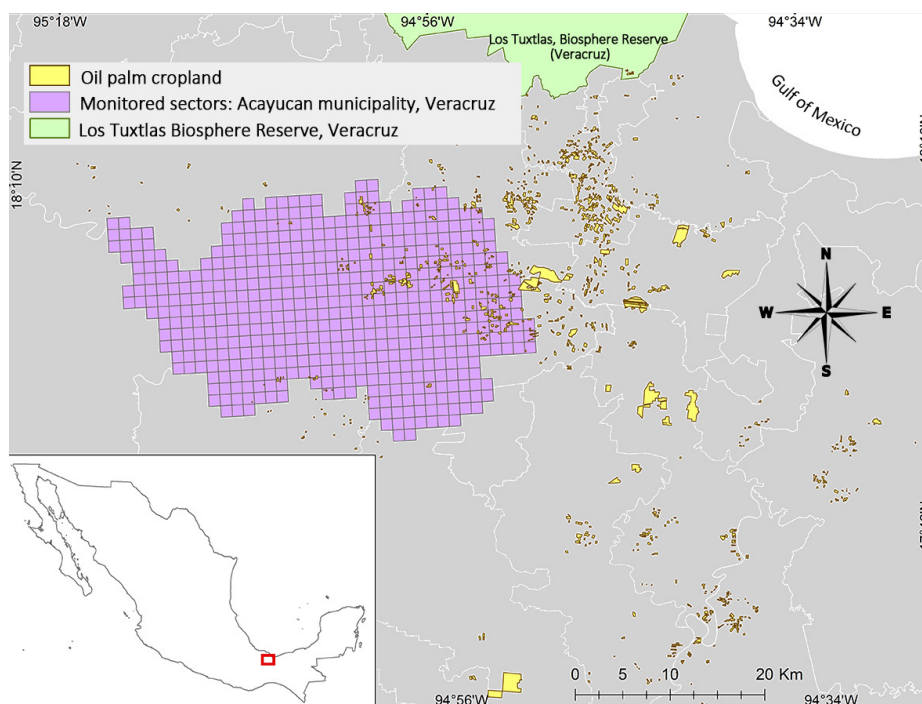 95°18'W
94°56'W
94°34'W
Los Tuxtlas, Biosphere Reserve
(Veracruz)
Gulf of Mexico
Oil palm cropland
Monitored sectors: Acayucan municipality, Veracruz
Los Tuxtlas Biosphere Reserve, Veracruz
18°10'N
N
W
E
S
0 5 10 20 Km
94°56'W
94°34'W